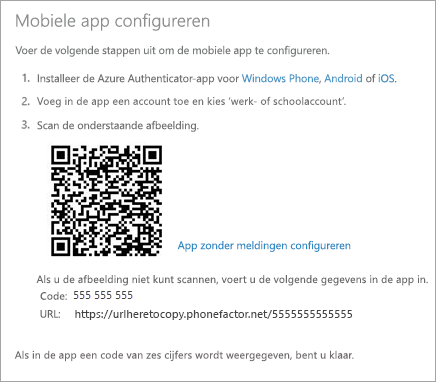 Mobiele app configureren
Voer de volgende stappen uit om de mobiele app te configureren.
1. Installeer de Azure Authenticator-app voor Windows Phone, Android of iOS.
2. Voeg in de app een account toe en kies 'werk- of schoolaccount'.
3. Scan de onderstaande afbeelding.
App zonder meldingen configureren
Als u de afbeelding niet kunt scannen, voert u de volgende gegevens in de app in.
Code: 555 555 555
URL: https://urlheretocopy.phonefactor.net/5555555555555
Als in de app een code van zes cijfers wordt weergegeven, bent u klaar.